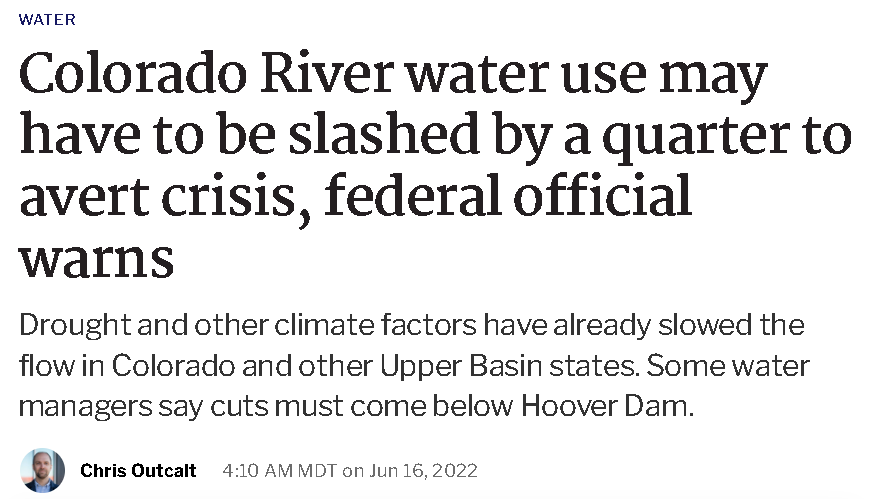 WATER
Colorado River water use may
have to be slashed by a quarter to
avert crisis, federal official
warns
Drought and other climate factors have already slowed the
flow in Colorado and other Upper Basin states. Some water
managers say cuts must come below Hoover Dam.
Chris Outcalt 4:10 AM MDT on Jun 16, 2022